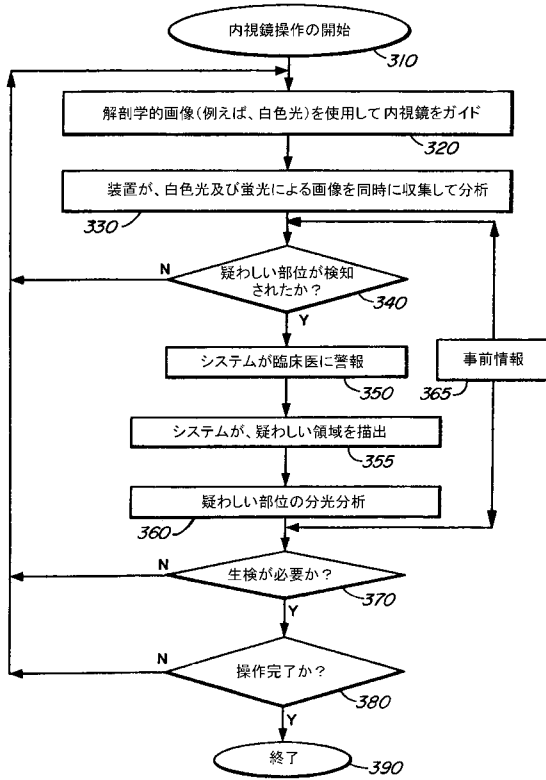 内視鏡操作の開始
310
解剖学的画像(例えば、白色光)を使用して内視鏡をガイド
320
装置が、白色光及び蛍光による画像を同時に収集して分析
330
N
疑わしい部位が検知
されたか?
340
Y
システムが臨床医に警報
350
事前情報
365
システムが、疑わしい領域を描出
355
疑わしい部位の分光分析
360
N
生検が必要か?
370
Y
N
操作完了か?
380
Y
終了
390